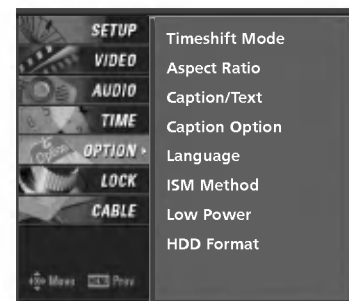 SETUP
VIDEO
AUDIO
TIME
OPTION
LOCK
CABLE
Move MENU Prev.
Timeshift Mode
Aspect Ratio
Caption/Text
Caption Option
Language
ISM Method
Low Power
HDD Format